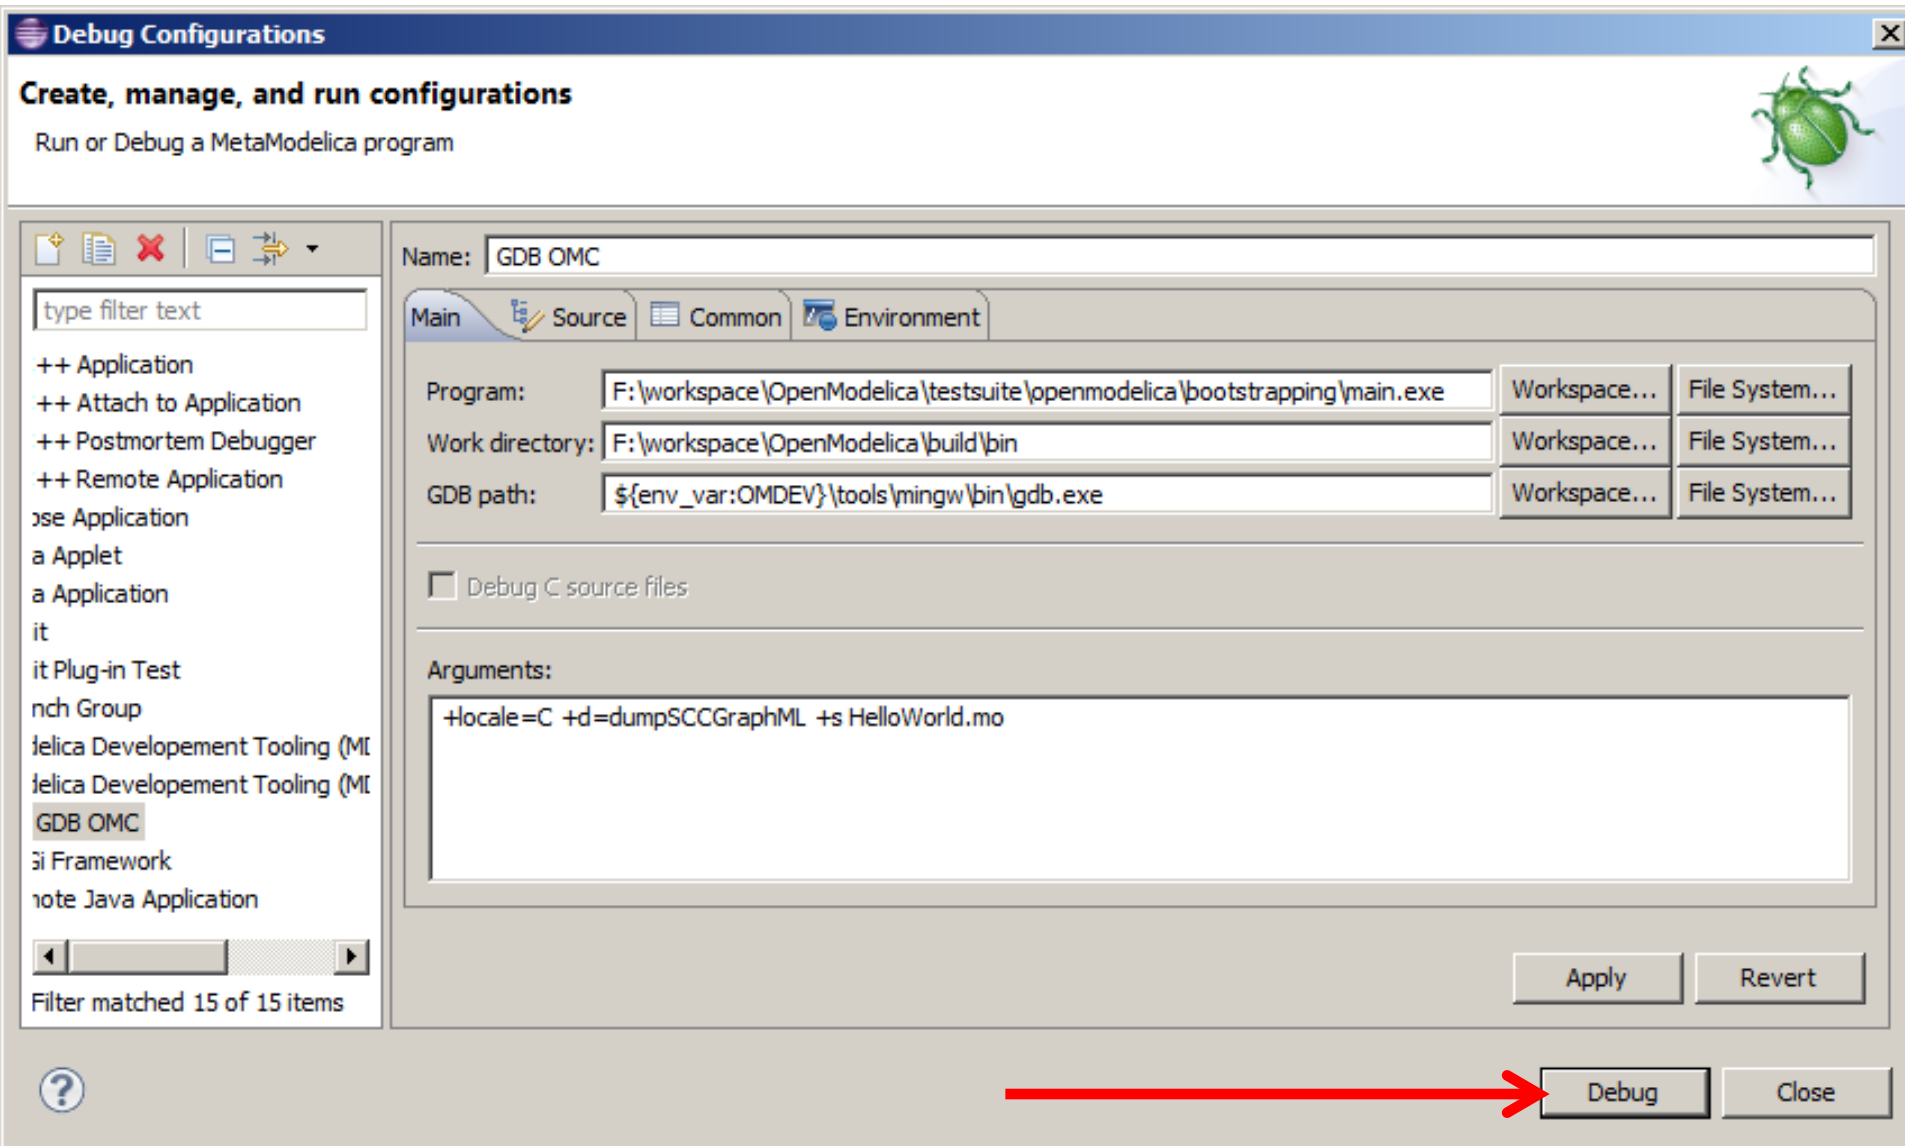 Debug Configurations
Create, manage, and run configurations
Run or Debug a MetaModelica program
type filter text
++ Application
++ Attach to Application
++ Postmortem Debugger
++ Remote Application
ose Application
a Applet
a Application
it
it Plug-in Test
nch Group
delica Developement Tooling (MD
delica Developement Tooling (MD
GDB OMC
Gi Framework
note Java Application
Filter matched 15 of 15 items
Name: GDB OMC
Main Source Common Environment
Program: F:\workspace\OpenModelica\testsuite\openmodelica\bootstrapping\main.exe Workspace... File System...
Work directory: F:\workspace\OpenModelica\build\bin Workspace... File System...
GDB path: ${env_var:OMDEV}\tools\mingw\bin\gdb.exe Workspace... File System...
Debug C source files
Arguments:
+locale=C +d=dumpSCCGraphML +s HelloWorld.mo
Apply Revert
? Debug Close